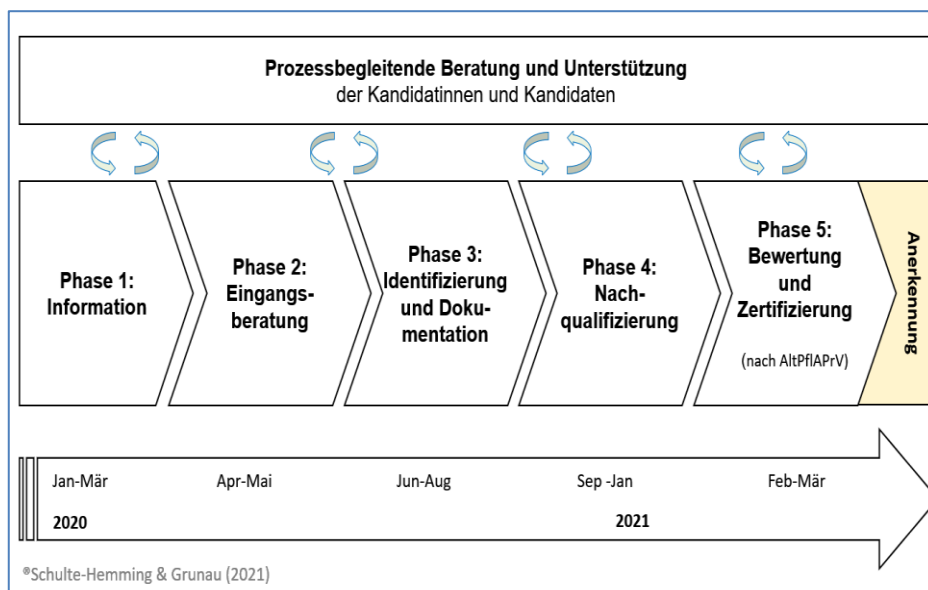 Prozessbegleitende Beratung und Unterstützung
der Kandidatinnen und Kandidaten
Phase 1:
Information
Phase 2:
Eingangs-
beratung
Phase 3:
Identifizierung
und Doku-
mentation
Phase 4:
Nach-
qualifizierung
Phase 5:
Bewertung
und
Zertifizierung
(nach AltPflAPrV)
Anerkennung
Jan-Mär
Apr-Mai
Jun-Aug
Sep -Jan
Feb-Mär
2020
2021
®Schulte-Hemming & Grunau (2021)